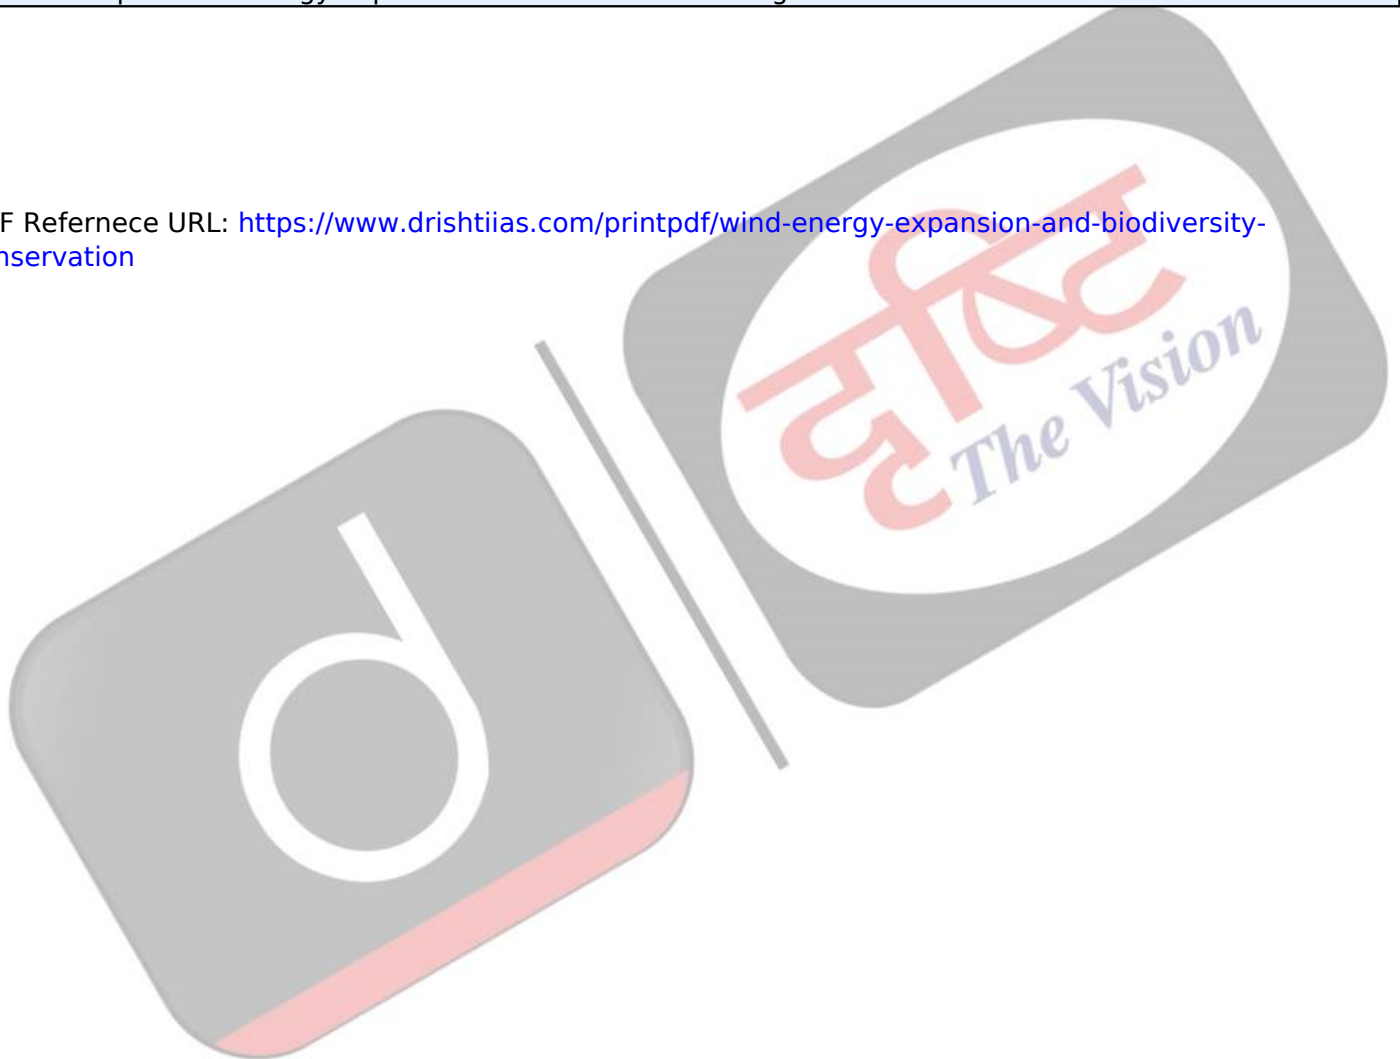 F Refernece URL: https://www.drishtiias.com/printpdf/wind-energy-expansion-and-biodiversity-
nservation
दृष्टि
The Vision
d